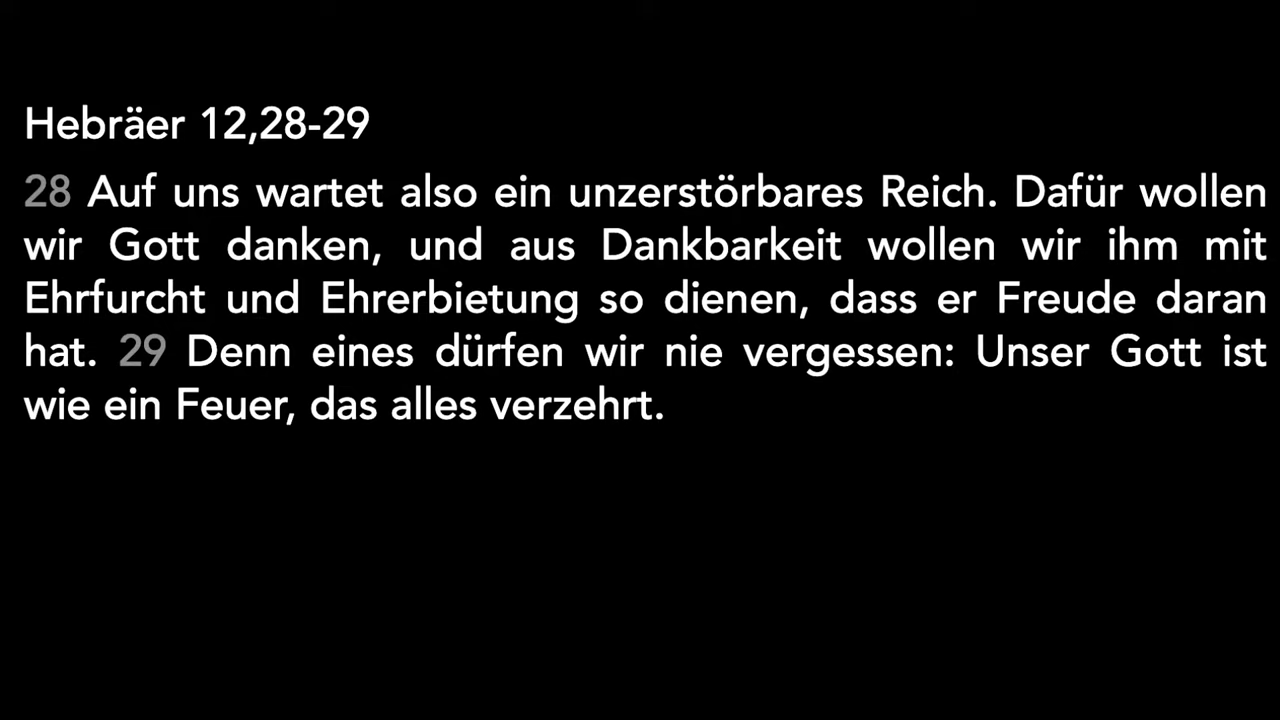 Hebräer 12,28-29
28 Auf uns wartet also ein unzerstörbares Reich. Dafür wollen
wir Gott danken, und aus Dankbarkeit wollen wir ihm mit
Ehrfurcht und Ehrerbietung so dienen, dass er Freude daran
hat. 29 Denn eines dürfen wir nie vergessen: Unser Gott ist
wie ein Feuer, das alles verzehrt.